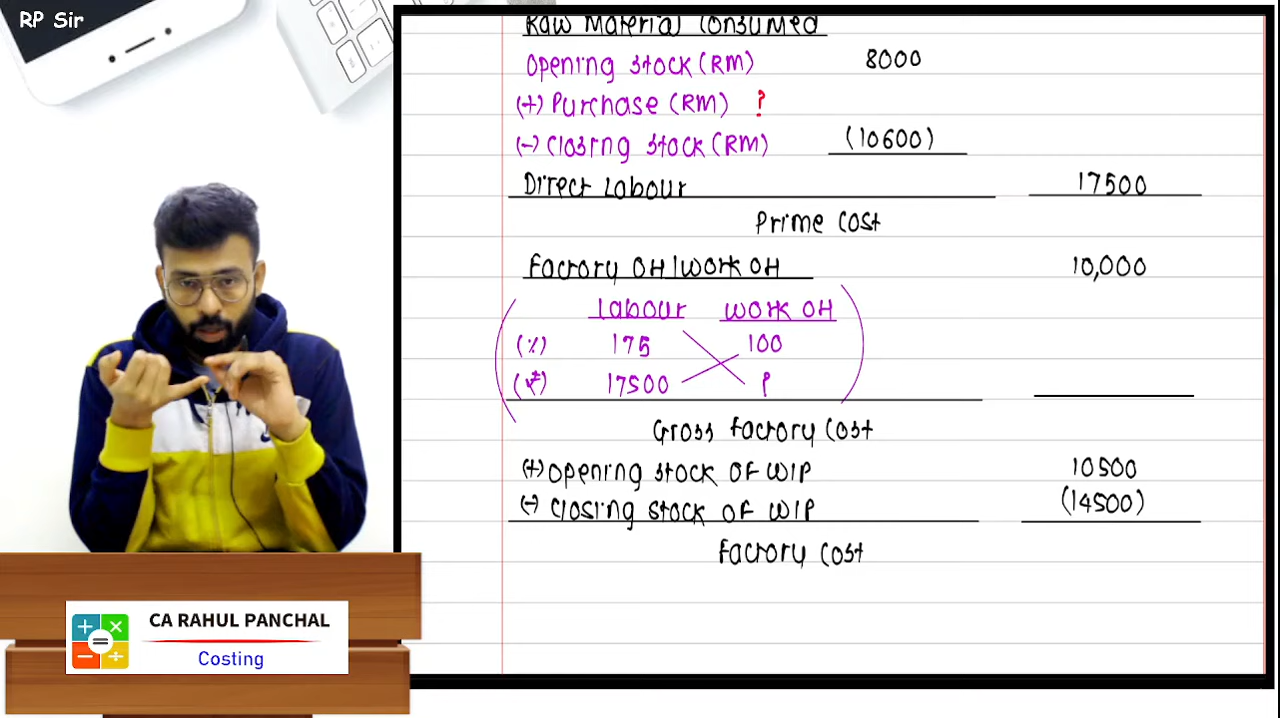 RP Sir
Raw Material Consumed
Opening stock (RM) 8000
(+) Purchase (RM) ?
(-) Closing stock (RM) (10600)
Direct Labour 17500
Prime Cost
Factory OH/Work OH 10,000
Labour Work OH
(%) 175 100
(₹) 17500 ?
Gross Factory Cost
(+) Opening stock OF WIP 10500
(-) Closing stock OF WIP (14500)
Factory Cost
CA RAHUL PANCHAL
Costing